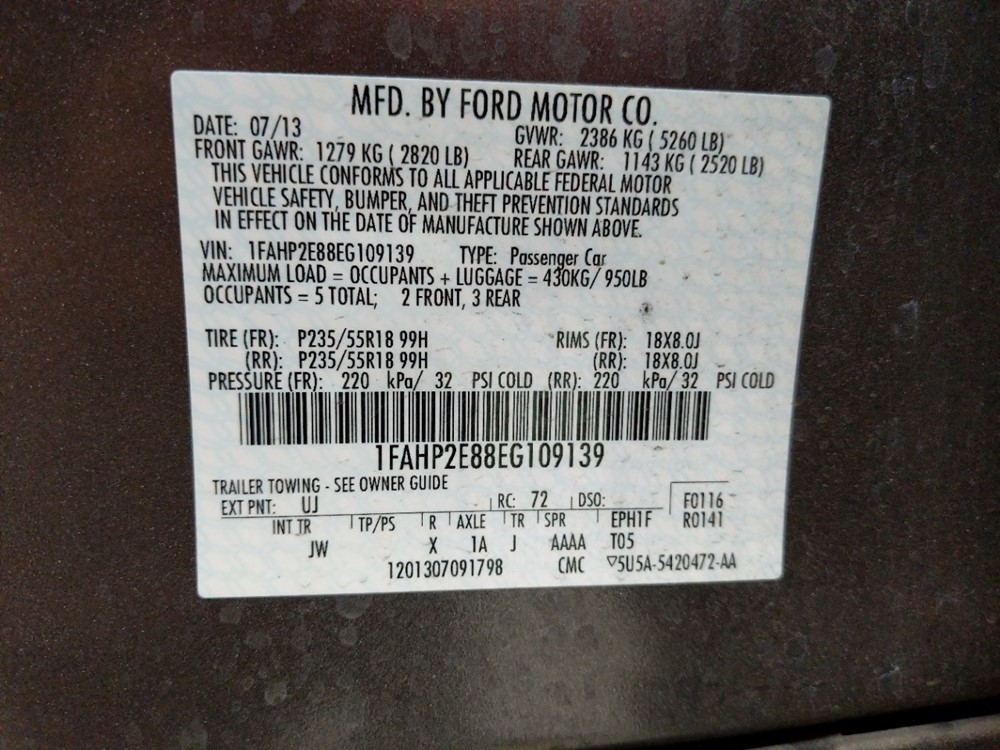 MFD. BY FORD MOTOR CO.
DATE: 07/13 GVWR: 2386 KG ( 5260 LB)
FRONT GAWR: 1279 KG ( 2820 LB) REAR GAWR: 1143 KG ( 2520 LB)
THIS VEHICLE CONFORMS TO ALL APPLICABLE FEDERAL MOTOR
VEHICLE SAFETY, BUMPER, AND THEFT PREVENTION STANDARDS
IN EFFECT ON THE DATE OF MANUFACTURE SHOWN ABOVE.
VIN: 1FAHP2E88EG109139 TYPE: Passenger Car
MAXIMUM LOAD = OCCUPANTS + LUGGAGE = 430KG/ 950LB
OCCUPANTS = 5 TOTAL; 2 FRONT, 3 REAR
TIRE (FR): P235/55R18 99H RIMS (FR): 18X8.0J
(RR): P235/55R18 99H (RR): 18X8.0J
PRESSURE (FR): 220 kPa/ 32 PSI COLD (RR): 220 kPa/ 32 PSI COLD
1FAHP2E88EG109139
TRAILER TOWING - SEE OWNER GUIDE
EXT PNT: UJ RC: 72 DSO: F0116
INT TR TP/PS R AXLE TR SPR EPH1F R0141
JW X 1A J AAAA T05
1201307091798 CMC ▽5U5A-5420472-AA